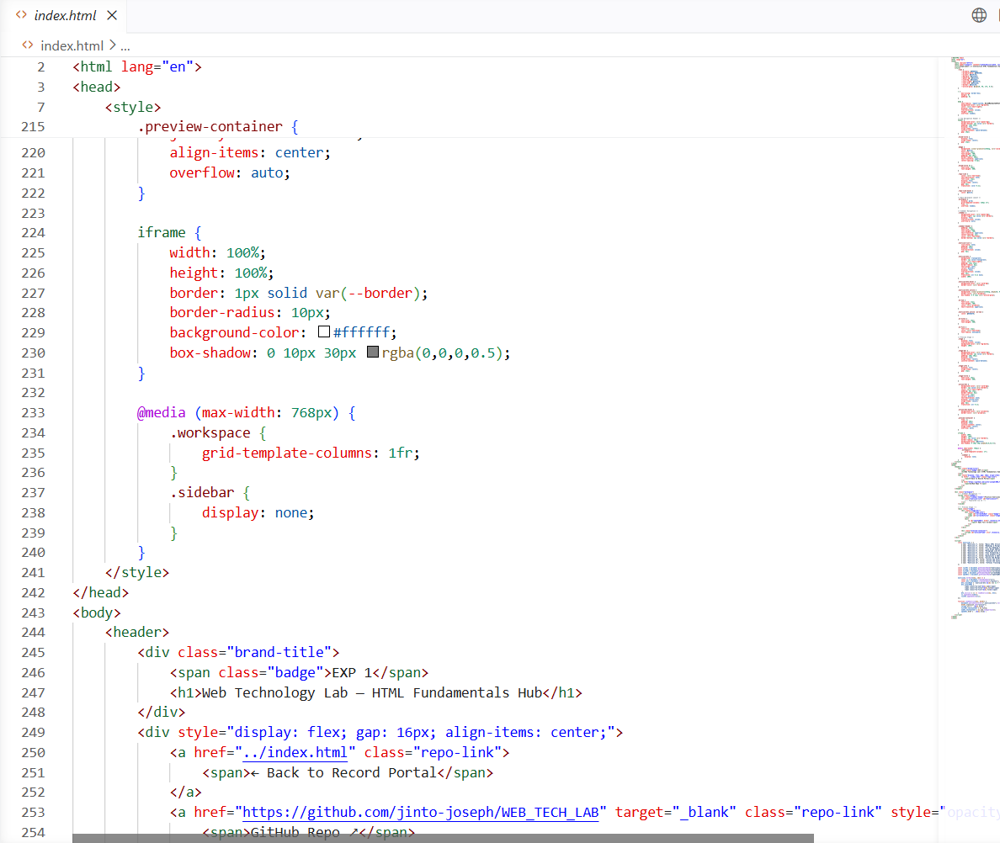 index.html
index.html > ...
2 <html lang="en">
3 <head>
7 <style>
215 .preview-container {
220 align-items: center;
221 overflow: auto;
222 }
223
224 iframe {
225 width: 100%;
226 height: 100%;
227 border: 1px solid var(--border);
228 border-radius: 10px;
229 background-color: #ffffff;
230 box-shadow: 0 10px 30px rgba(0,0,0,0.5);
231 }
232
233 @media (max-width: 768px) {
234 .workspace {
235 grid-template-columns: 1fr;
236 }
237 .sidebar {
238 display: none;
239 }
240 }
241 </style>
242 </head>
243 <body>
244 <header>
245 <div class="brand-title">
246 <span class="badge">EXP 1</span>
247 <h1>Web Technology Lab — HTML Fundamentals Hub</h1>
248 </div>
249 <div style="display: flex; gap: 16px; align-items: center;">
250 <a href="../index.html" class="repo-link">
251 <span>← Back to Record Portal</span>
252 </a>
253 <a href="https://github.com/jinto-joseph/WEB_TECH_LAB" target="_blank" class="repo-link" style="opacity
254 <span>GitHub Repo ↗</span>